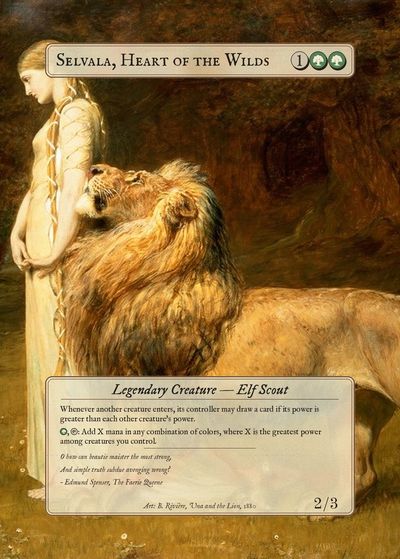 Selvala, Heart of the Wilds 1
Legendary Creature — Elf Scout
Whenever another creature enters, its controller may draw a card if its power is
greater than each other creature's power.
: Add X mana in any combination of colors, where X is the greatest power
among creatures you control.
O how can beautie maister the most strong,
And simple truth subdue avenging wrong?
- Edmund Spenser, The Faerie Queene
2/3
Art: B. Rivière, Una and the Lion, 1880